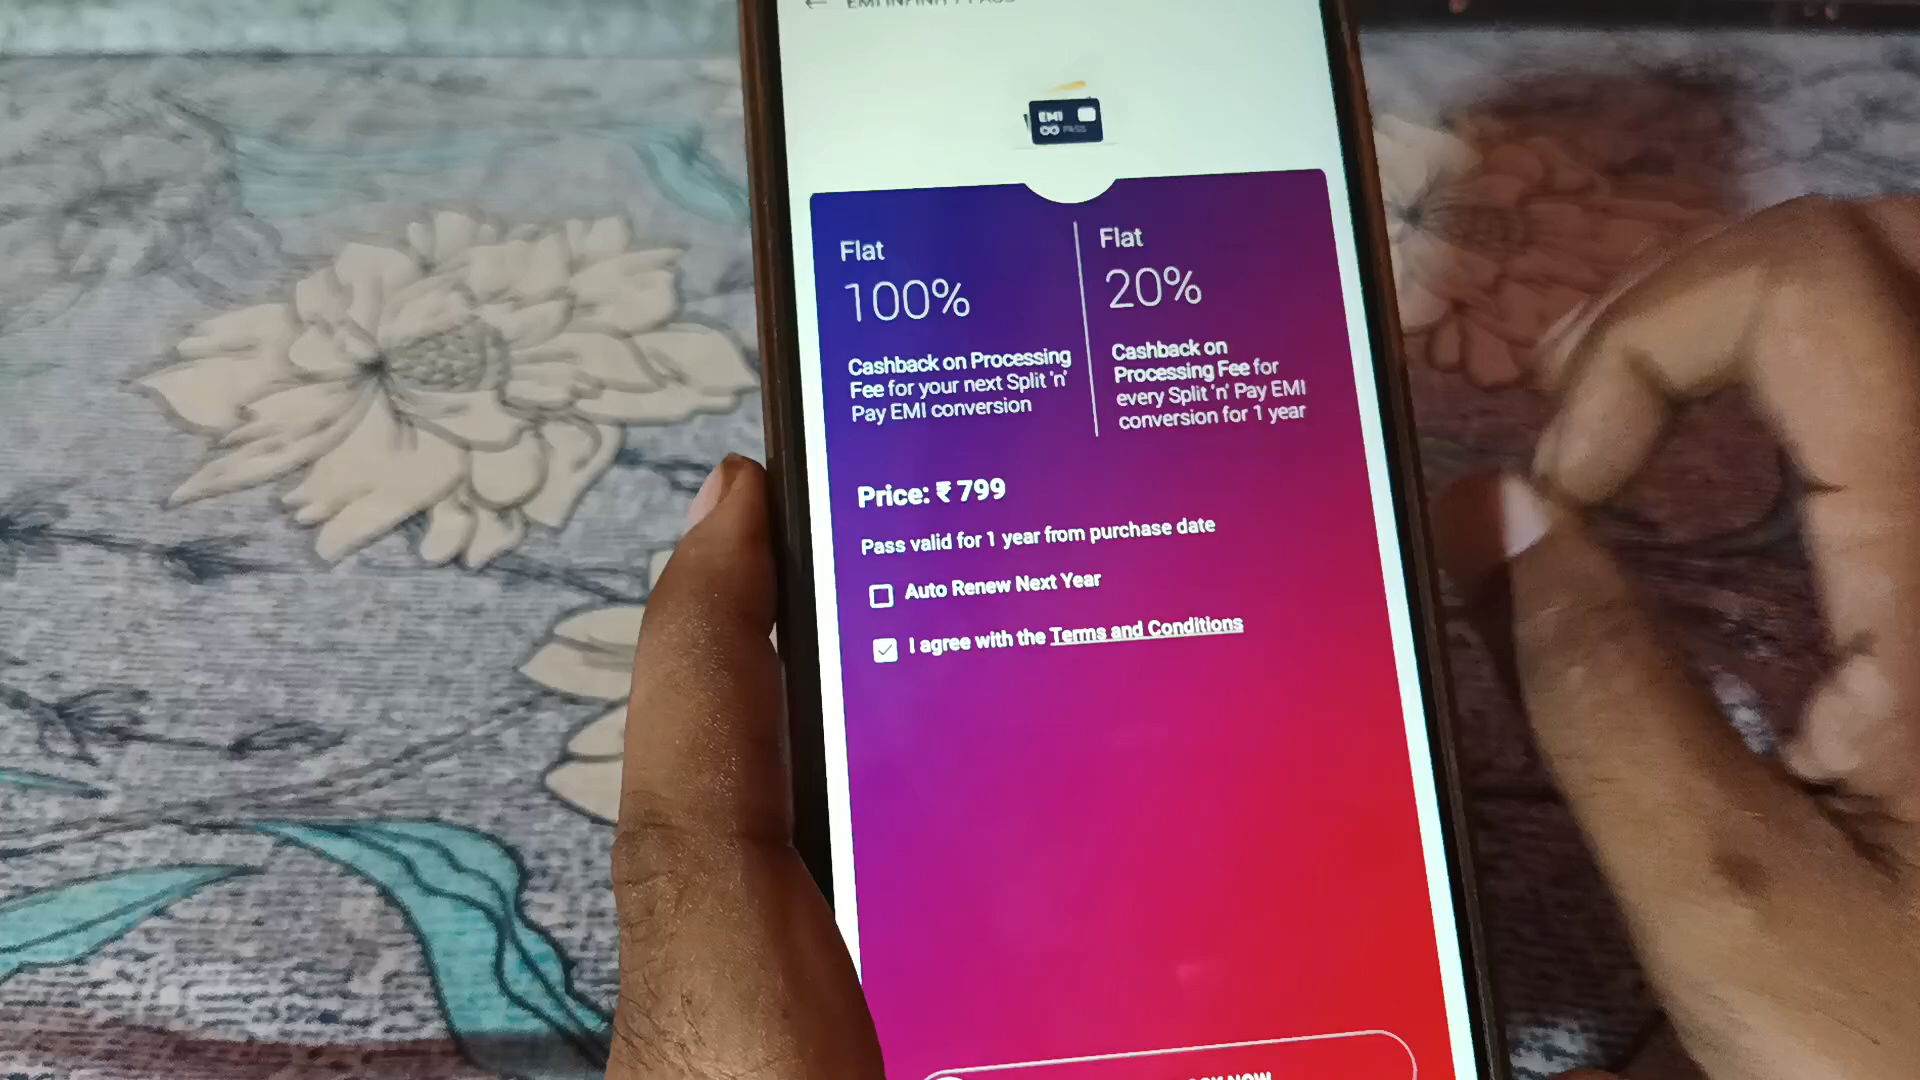 EMI
PASS
Flat
100%
Cashback on Processing
Fee for your next Split 'n'
Pay EMI conversion
Flat
20%
Cashback on
Processing Fee for
every Split 'n' Pay EMI
conversion for 1 year
Price: ₹ 799
Pass valid for 1 year from purchase date
Auto Renew Next Year
I agree with the Terms and Conditions
NOW